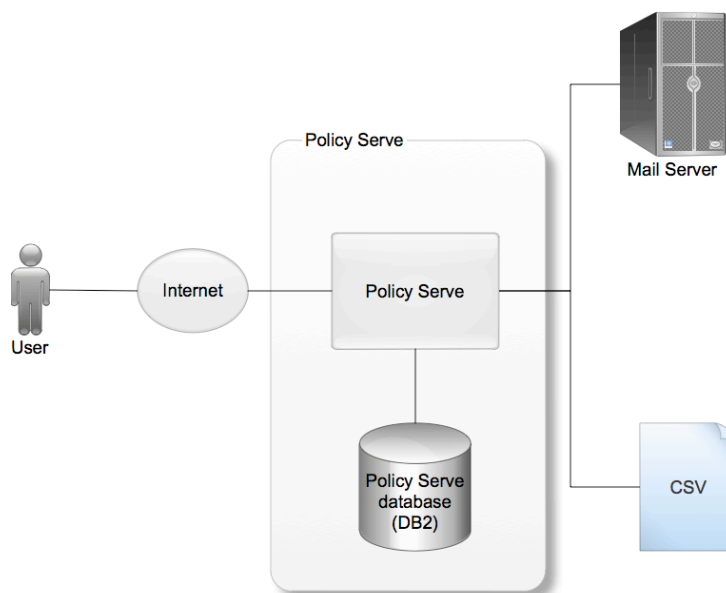 Policy Serve
Mail Server
User
Internet
Policy Serve
Policy Serve
database
(DB2)
CSV